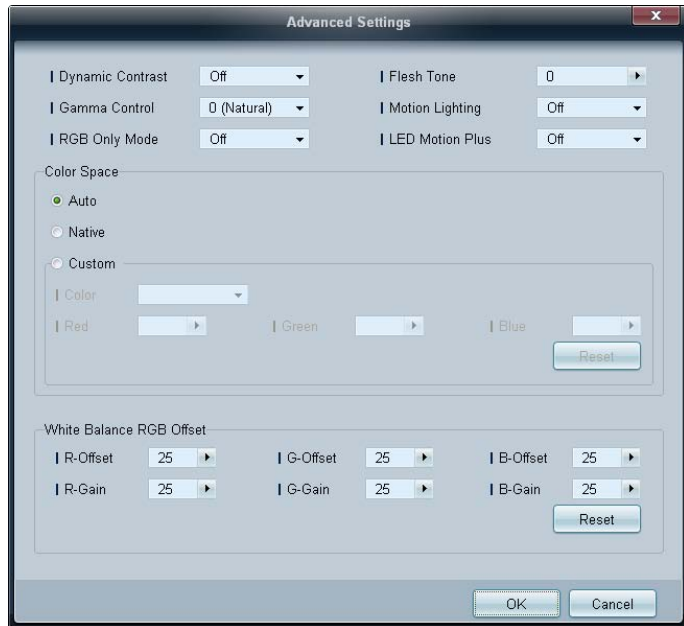 Advanced Settings
x
Dynamic Contrast Off Flesh Tone 0
Gamma Control 0 (Natural) Motion Lighting Off
RGB Only Mode Off LED Motion Plus Off
Color Space
Auto
Native
Custom
Color
Red Green Blue
Reset
White Balance RGB Offset
R-Offset 25 G-Offset 25 B-Offset 25
R-Gain 25 G-Gain 25 B-Gain 25
Reset
OK Cancel